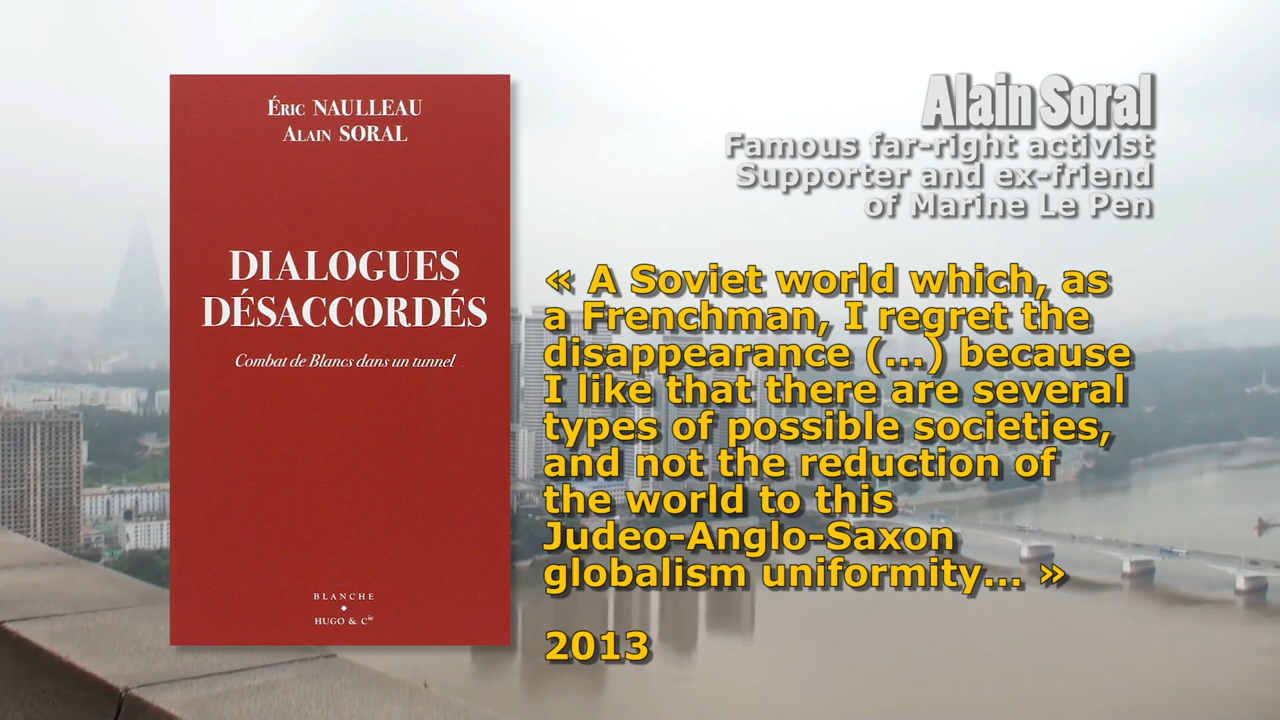 Éric NAULLEAU
Alain SORAL
DIALOGUES
DÉSACCORDÉS
Combat de Blancs dans un tunnel
BLANCHE
HUGO & Cie
Alain Soral
Famous far-right activist
Supporter and ex-friend
of Marine Le Pen
« A Soviet world which, as
a Frenchman, I regret the
disappearance (...) because
I like that there are several
types of possible societies,
and not the reduction of
the world to this
Judeo-Anglo-Saxon
globalism uniformity... »
2013